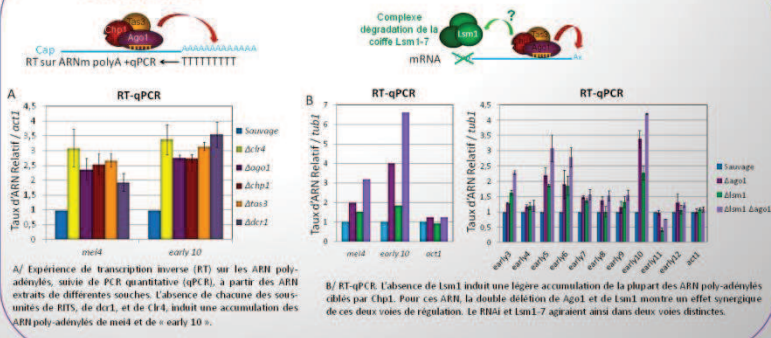 Tas3
Chp1
Ago1
Cap
AAAAAAAAAAAAA
RT sur ARNm polyA +qPCR
TTTTTTTTT
Complexe
dégradation de la
coiffe Lsm1-7
Lsm1
?
mRNA
A
RT-qPCR
Taux d'ARN Relatif / act1
4,5
4
3,5
3
2,5
2
1,5
1
0,5
0
mei4
early 10
Sauvage
Δclr4
Δago1
Δchp1
Δtas3
Δdcr1
B
RT-qPCR
Taux d'ARN Relatif / tub1
7
6
5
4
3
2
1
0
mei4
early 10
act1
RT-qPCR
Taux d'ARN Relatif / tub1
4.5
4
3.5
3
2.5
2
1.5
1
0.5
0
early3
early4
early5
early6
early7
early8
early9
early10
early11
early12
act1
Sauvage
Δago1
Δlsm1
Δlsm1 Δago1
A/ Expérience de transcription inverse (RT) sur les ARN poly-
adénylés, suivie de PCR quantitative (qPCR), à partir des ARN
extraits de différentes souches. L'absence de chacune des sous-
unités de RITS, de dcr1, et de Clr4, induit une accumulation des
ARN poly-adénylés de mei4 et de « early 10 ».
B/ RT-qPCR. L'absence de Lsm1 induit une légère accumulation de la plupart des ARN poly-adénylés
ciblés par Chp1. Pour ces ARN, la double délétion de Ago1 et de Lsm1 montre un effet synergique
de ces deux voies de régulation. Le RNAi et Lsm1-7 agiraient ainsi dans deux voies distinctes.